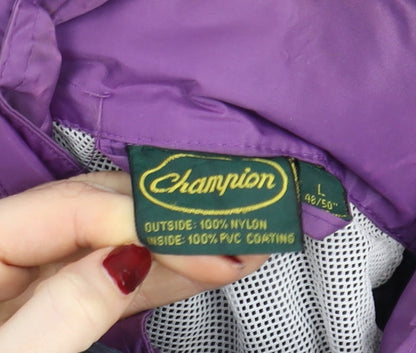 Champion
OUTSIDE: 100% NYLON
INSIDE: 100% PVC COATING
L
48/50"